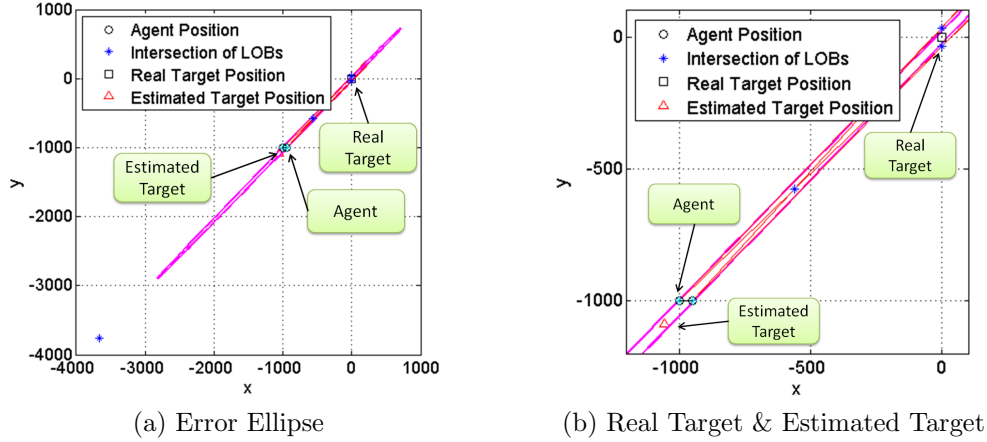 1000
0
-1000
-2000
-3000
-4000
y
Agent Position
Intersection of LOBs
Real Target Position
Estimated Target Position
Estimated
Target
Real
Target
Agent
-4000 -3000 -2000 -1000 0 1000
x
(a) Error Ellipse
0
-500
-1000
y
Agent Position
Intersection of LOBs
Real Target Position
Estimated Target Position
Real
Target
Agent
Estimated
Target
-1000 -500 0
x
(b) Real Target & Estimated Target